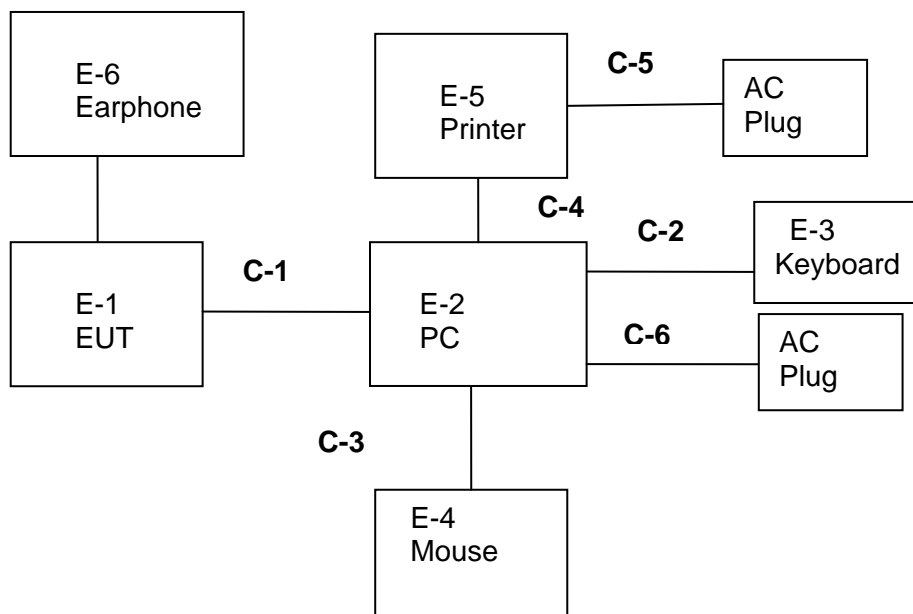 E-6
Earphone
E-5
Printer
C-5
AC
Plug
C-4
C-2
E-3
Keyboard
C-1
E-1
EUT
E-2
PC
C-6
AC
Plug
C-3
E-4
Mouse